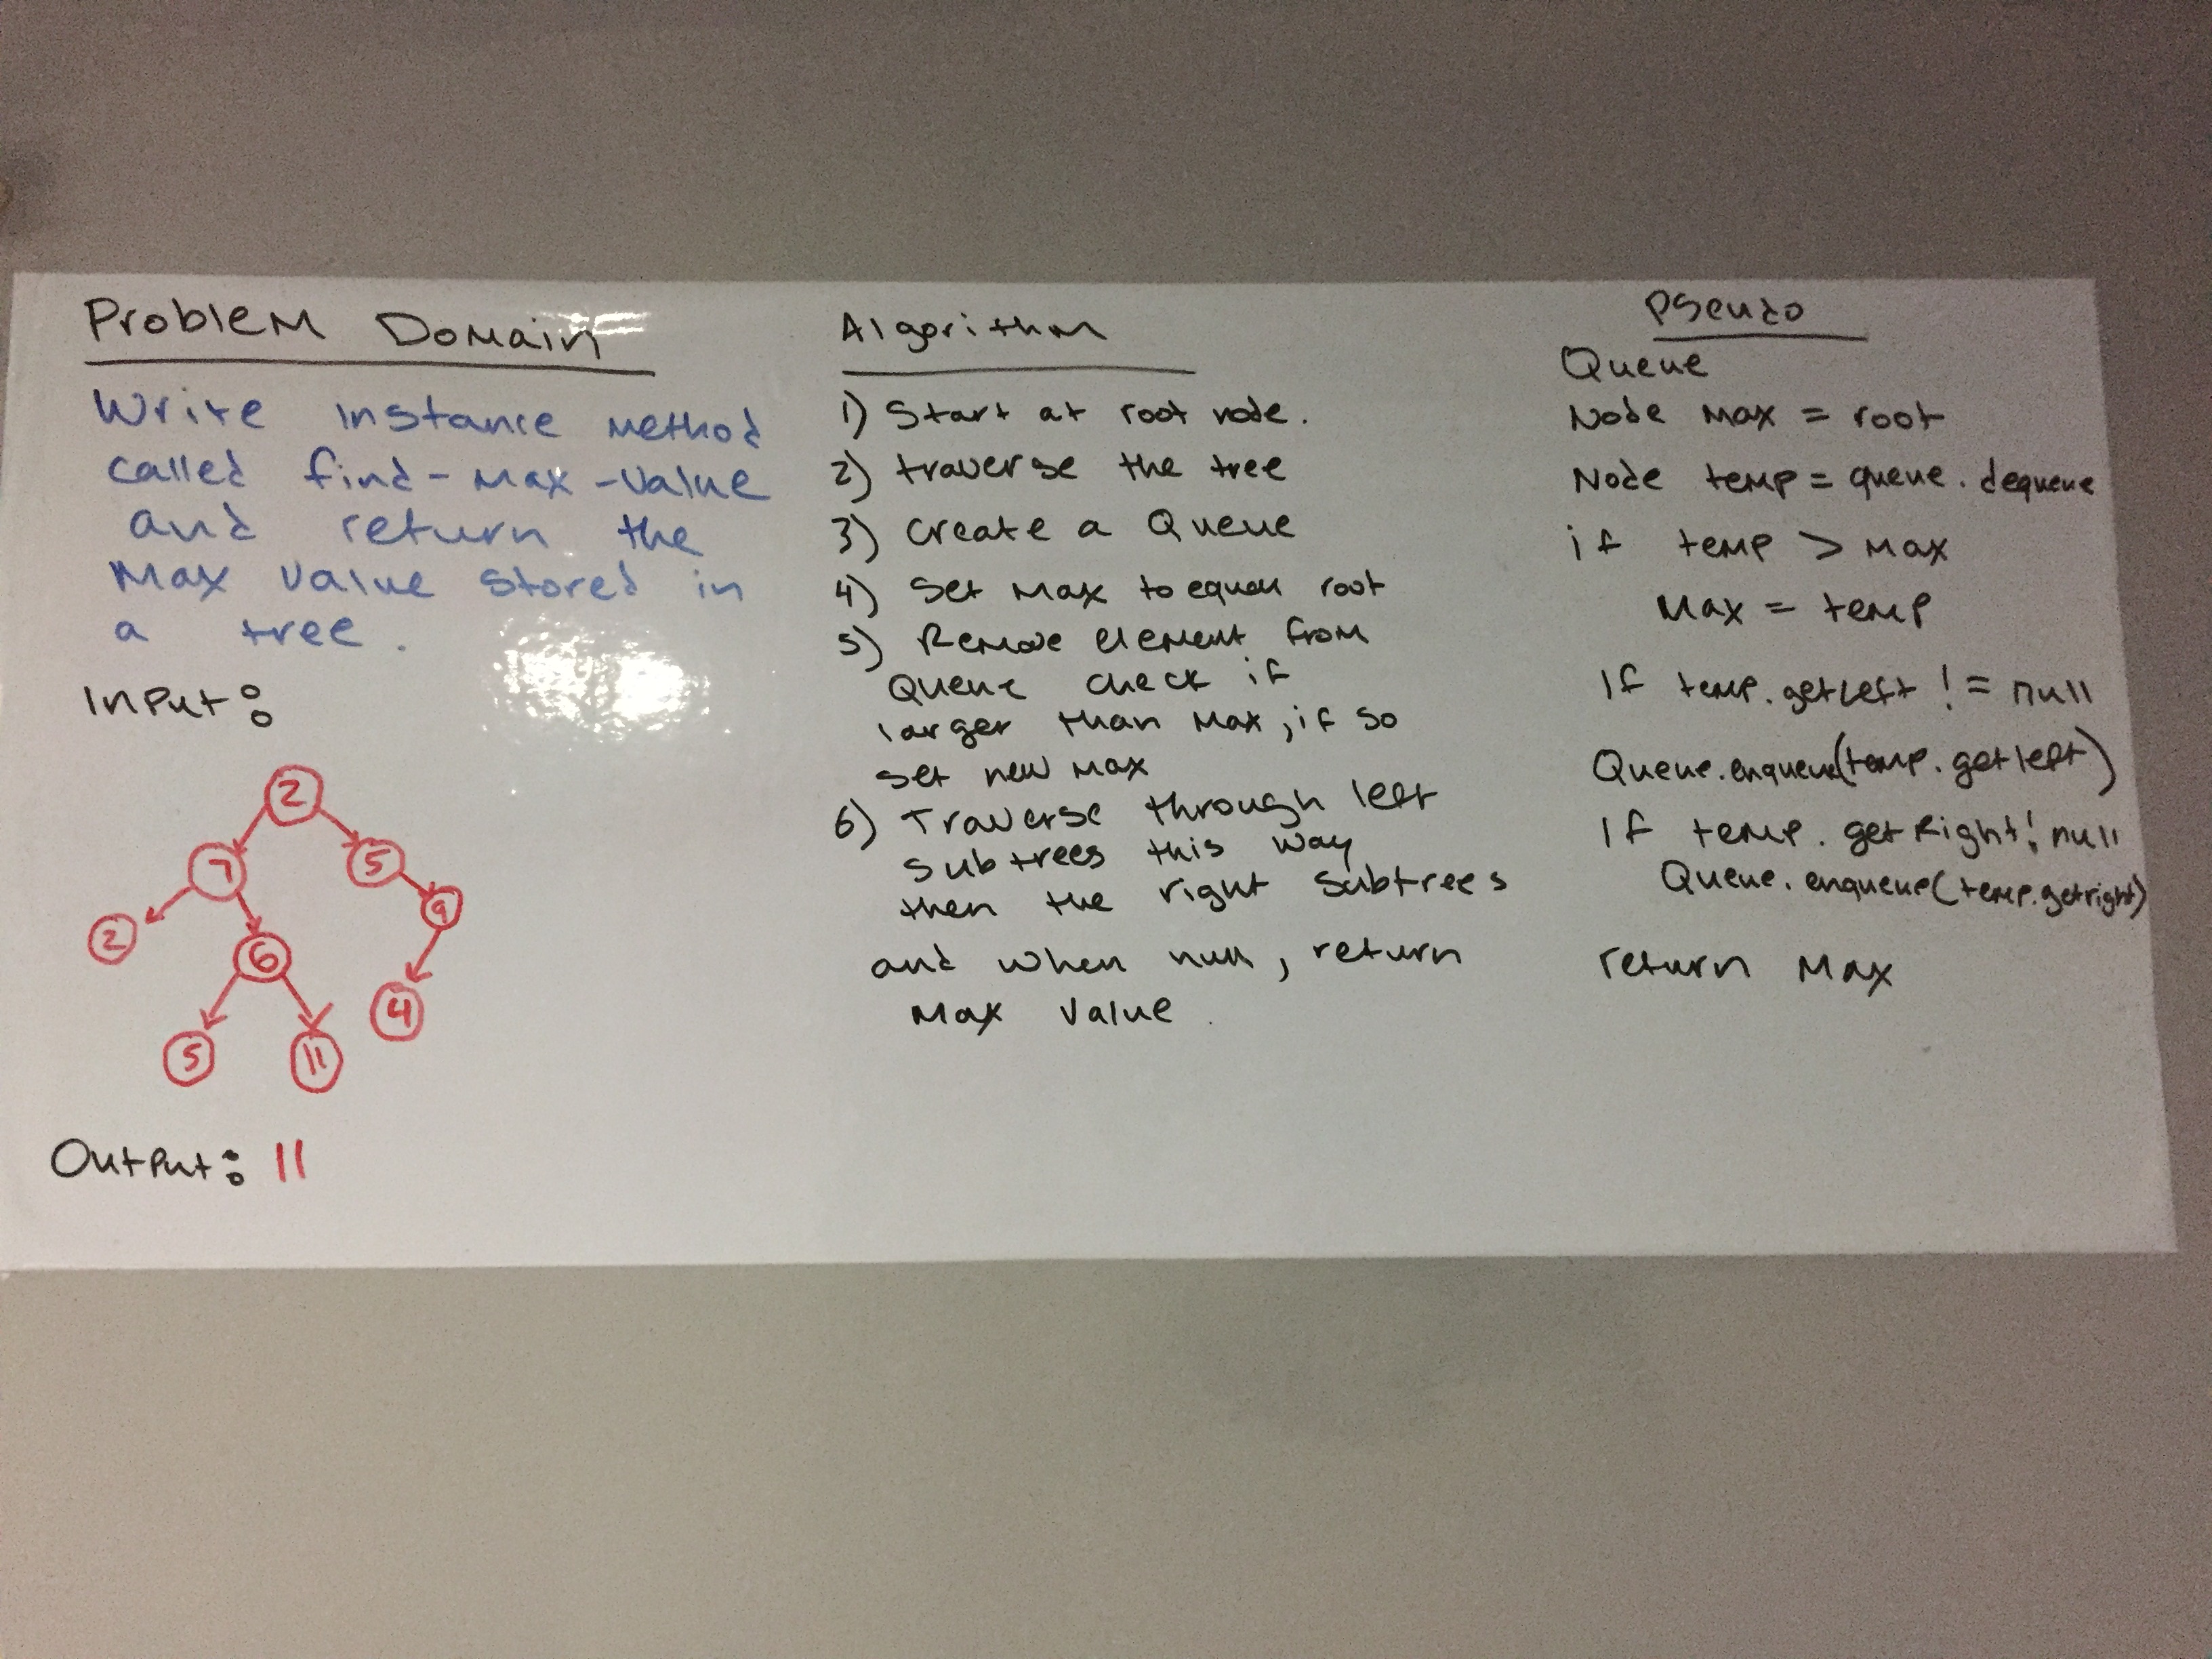 Problem Domain
Write instance method
called find-max-value
and return the
Max value stored in
a tree.
Input:
2
7
5
2
6
9
5
11
4
Output: 11
Algorithm
1) Start at root node.
2) traverse the tree
3) Create a Queue
4) Set Max to equal root
5) Remove element from
Queue check if
larger than Max, if so
set new max
6) Traverse through left
subtrees this way
then the right subtrees
and when null, return
Max Value.
Pseudo
Queue
Node Max = root
Node temp = queue.dequeue
if temp > Max
Max = temp
If temp.getLeft != null
Queue.enqueue(temp.getleft)
If temp.getRight! null
Queue.enqueue(temp.getright)
return Max